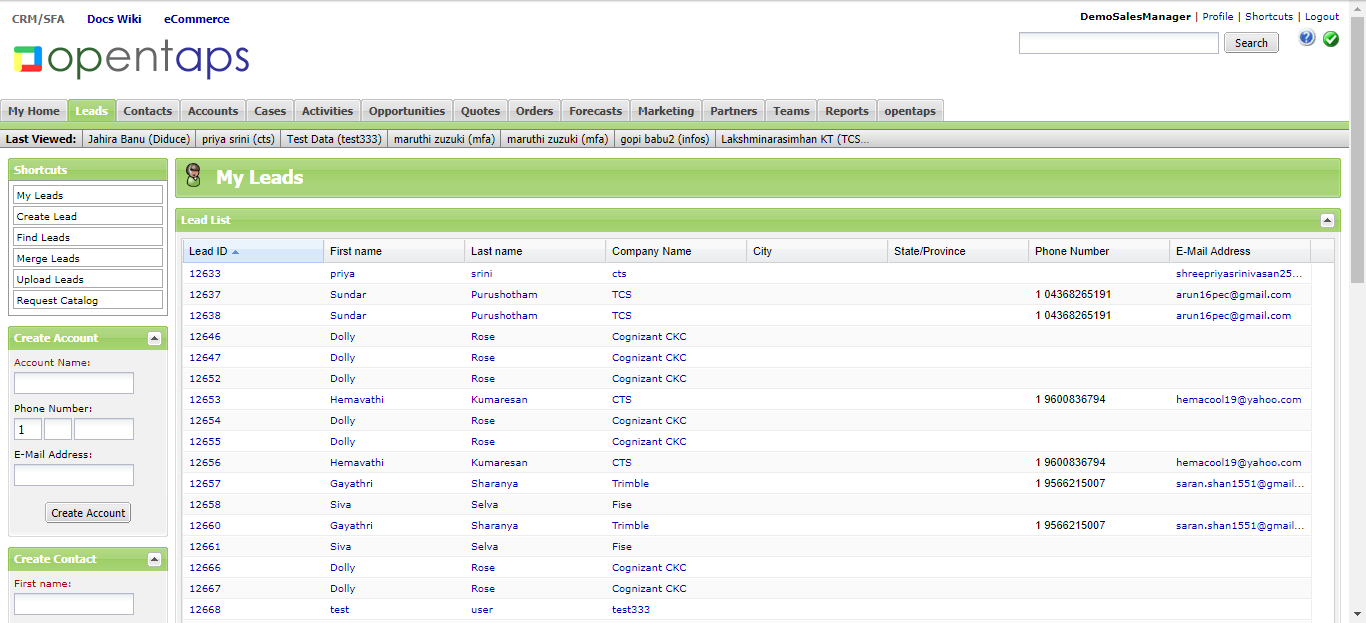 CRM/SFA Docs Wiki eCommerce
DemoSalesManager | Profile | Shortcuts | Logout
opentaps
Search
My Home Leads Contacts Accounts Cases Activities Opportunities Quotes Orders Forecasts Marketing Partners Teams Reports opentaps
Last Viewed: Jahira Banu (Diduce) priya srini (cts) Test Data (test333) maruthi zuzuki (mfa) maruthi zuzuki (mfa) gopi babu2 (infos) Lakshminarasimhan KT (TCS...
Shortcuts
My Leads
Create Lead
Find Leads
Merge Leads
Upload Leads
Request Catalog
Create Account
Account Name:
Phone Number:
1
E-Mail Address:
Create Account
Create Contact
First name:
My Leads
Lead List
Lead ID First name Last name Company Name City State/Province Phone Number E-Mail Address
12633 priya srini cts shreepriyasrinivasan25...
12637 Sundar Purushotham TCS 1 04368265191 arun16pec@gmail.com
12638 Sundar Purushotham TCS 1 04368265191 arun16pec@gmail.com
12646 Dolly Rose Cognizant CKC
12647 Dolly Rose Cognizant CKC
12652 Dolly Rose Cognizant CKC
12653 Hemavathi Kumaresan CTS 1 9600836794 hemacool19@yahoo.com
12654 Dolly Rose Cognizant CKC
12655 Dolly Rose Cognizant CKC
12656 Hemavathi Kumaresan CTS 1 9600836794 hemacool19@yahoo.com
12657 Gayathri Sharanya Trimble 1 9566215007 saran.shan1551@gmail...
12658 Siva Selva Fise
12660 Gayathri Sharanya Trimble 1 9566215007 saran.shan1551@gmail...
12661 Siva Selva Fise
12666 Dolly Rose Cognizant CKC
12667 Dolly Rose Cognizant CKC
12668 test user test333